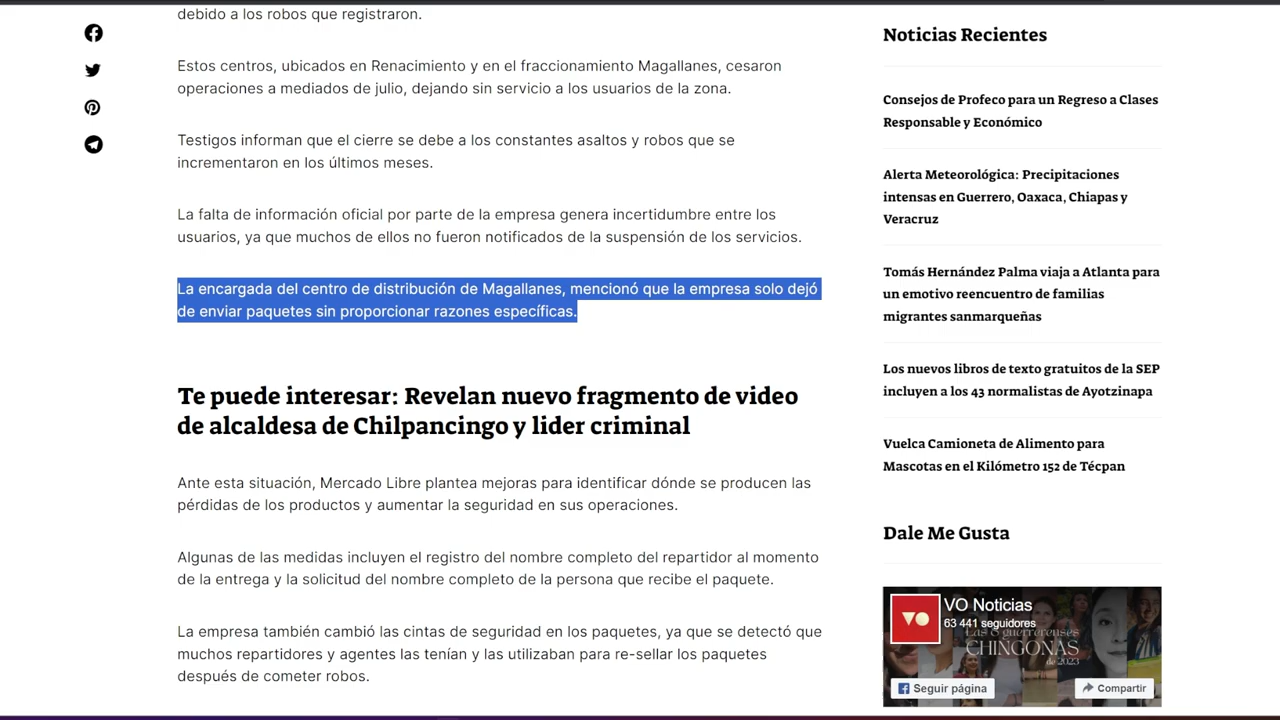 debido a los robos que registraron.
Estos centros, ubicados en Renacimiento y en el fraccionamiento Magallanes, cesaron
operaciones a mediados de julio, dejando sin servicio a los usuarios de la zona.
Testigos informan que el cierre se debe a los constantes asaltos y robos que se
incrementaron en los últimos meses.
La falta de información oficial por parte de la empresa genera incertidumbre entre los
usuarios, ya que muchos de ellos no fueron notificados de la suspensión de los servicios.
La encargada del centro de distribución de Magallanes, mencionó que la empresa solo dejó
de enviar paquetes sin proporcionar razones específicas.
Te puede interesar: Revelan nuevo fragmento de video
de alcaldesa de Chilpancingo y lider criminal
Ante esta situación, Mercado Libre plantea mejoras para identificar dónde se producen las
pérdidas de los productos y aumentar la seguridad en sus operaciones.
Algunas de las medidas incluyen el registro del nombre completo del repartidor al momento
de la entrega y la solicitud del nombre completo de la persona que recibe el paquete.
La empresa también cambió las cintas de seguridad en los paquetes, ya que se detectó que
muchos repartidores y agentes las tenían y las utilizaban para re-sellar los paquetes
después de cometer robos.
Noticias Recientes
Consejos de Profeco para un Regreso a Clases
Responsable y Económico
Alerta Meteorológica: Precipitaciones
intensas en Guerrero, Oaxaca, Chiapas y
Veracruz
Tomás Hernández Palma viaja a Atlanta para
un emotivo reencuentro de familias
migrantes sanmarqueñas
Los nuevos libros de texto gratuitos de la SEP
incluyen a los 43 normalistas de Ayotzinapa
Vuelca Camioneta de Alimento para
Mascotas en el Kilómetro 152 de Técpan
Dale Me Gusta
VO
VO Noticias
63 441 seguidores
Las 8 guerrerenses
CHINGONAS
de 2023
Seguir página
Compartir